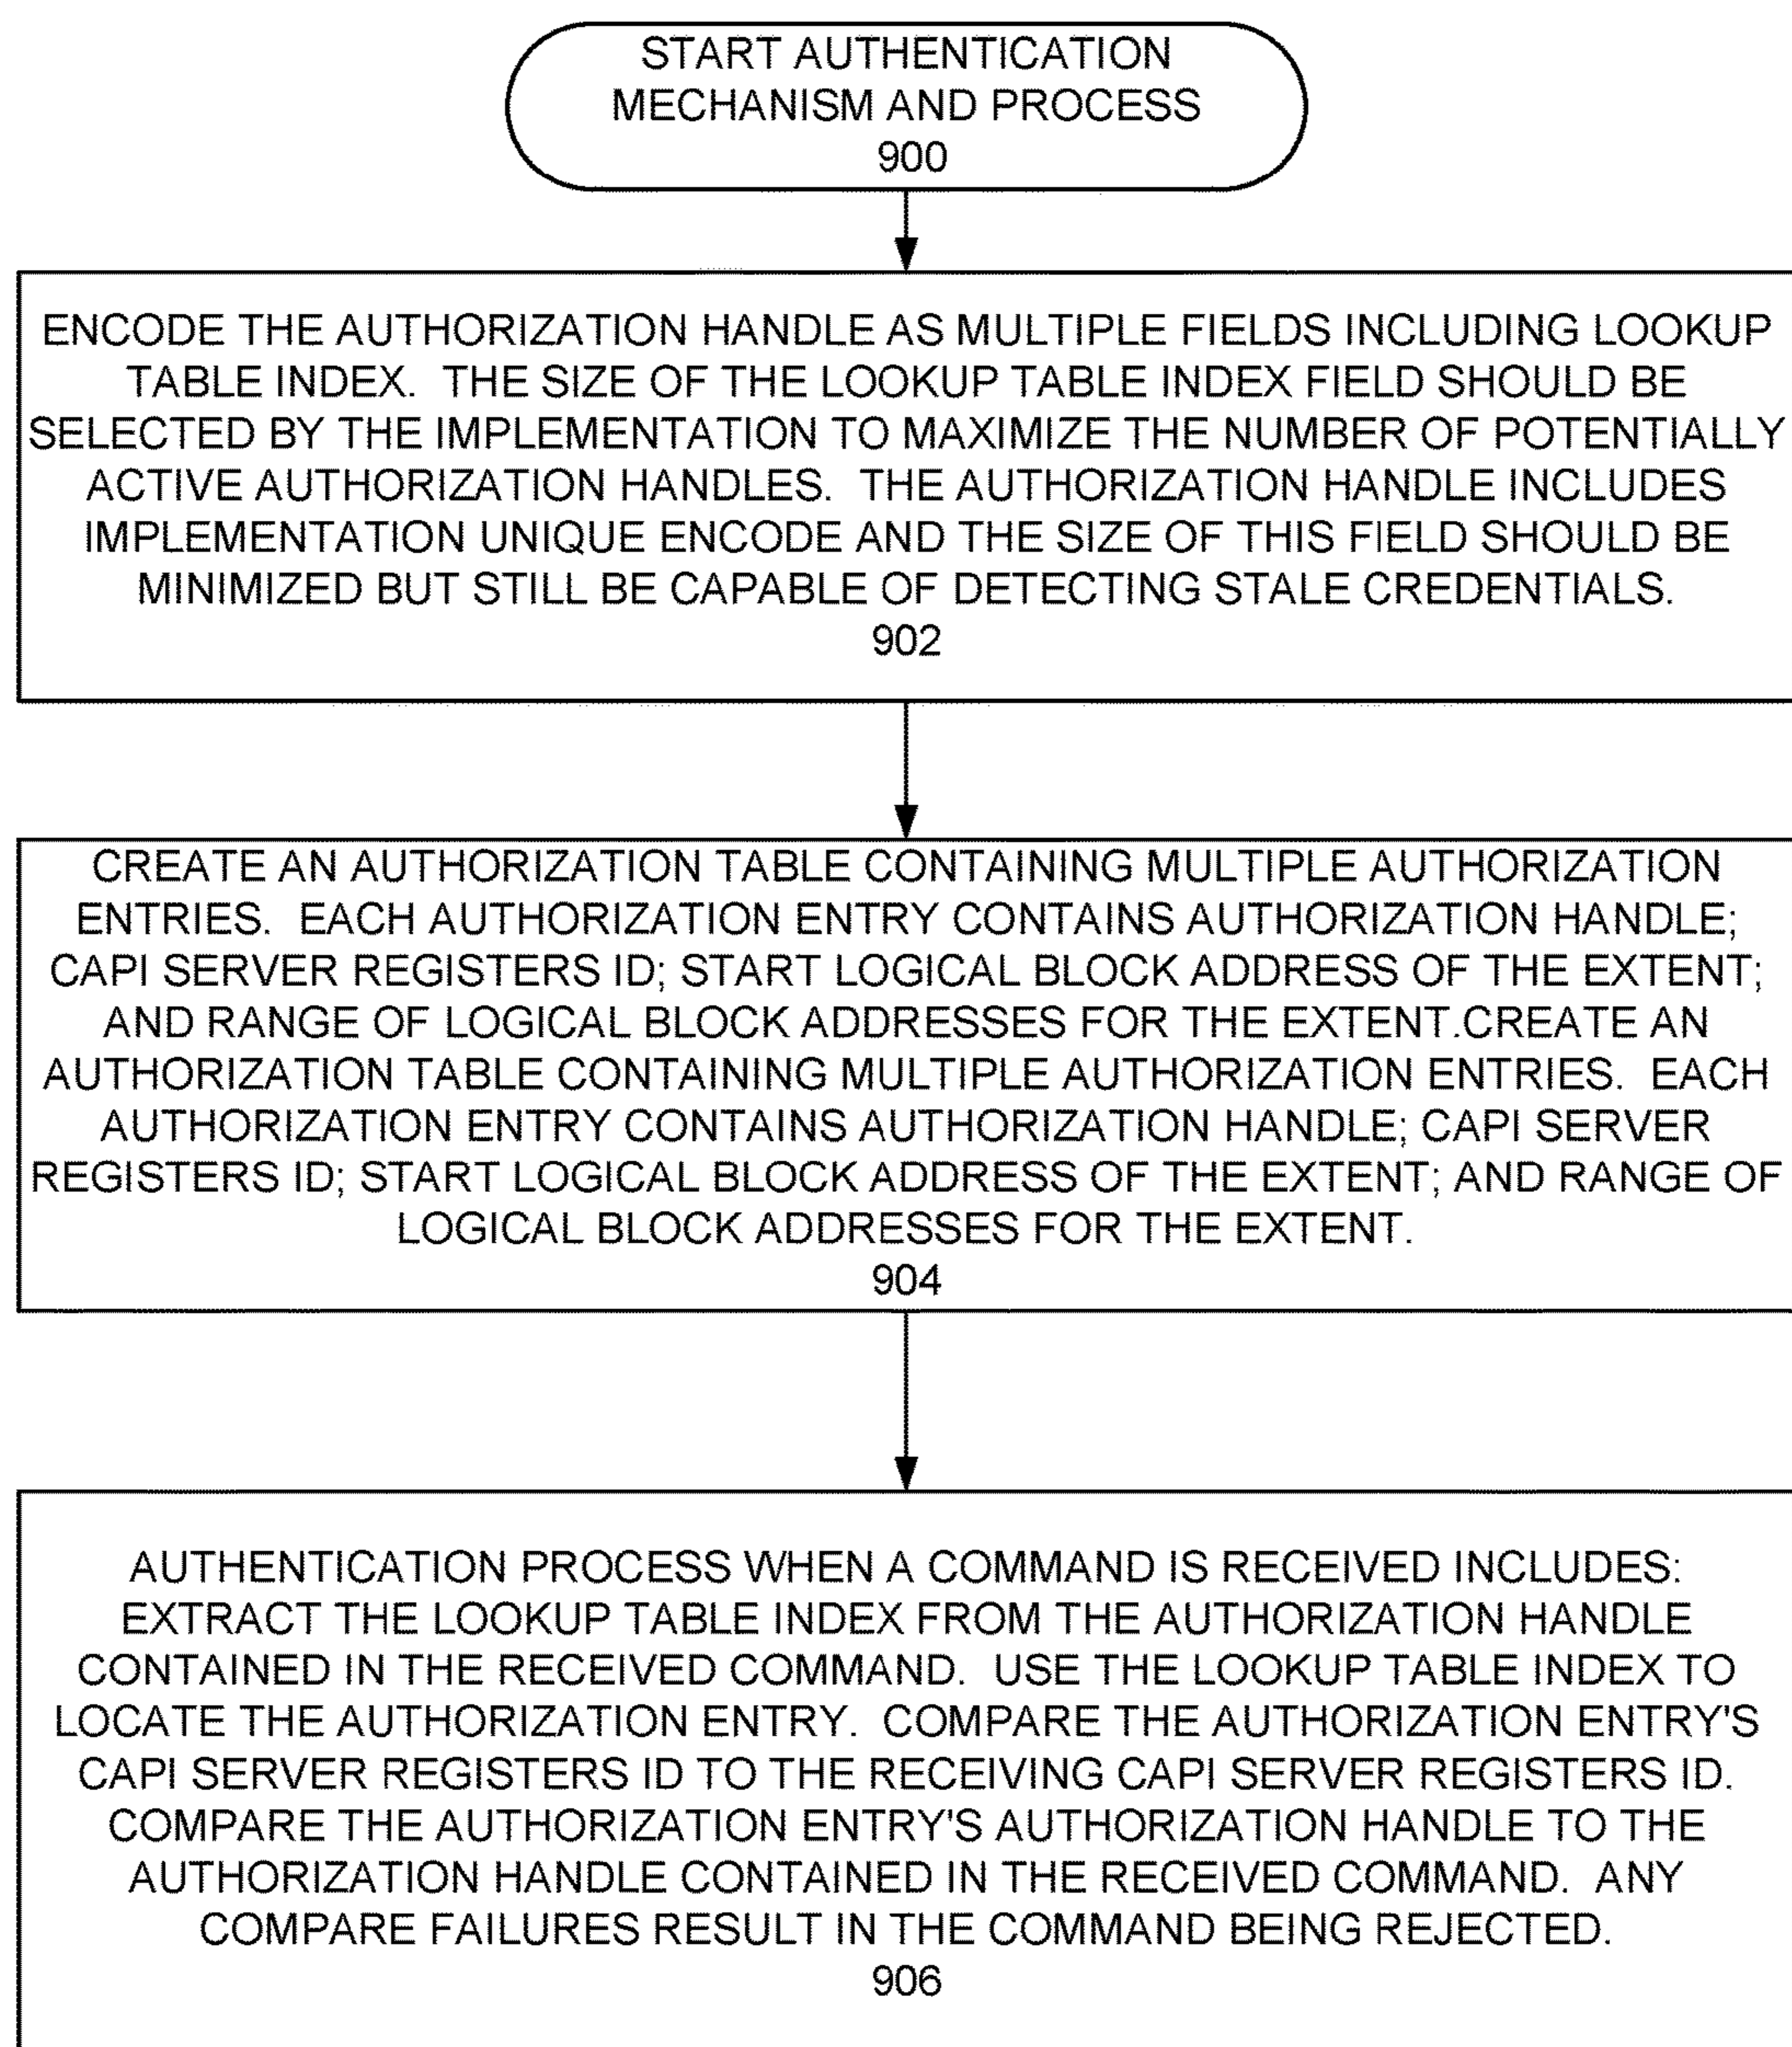 START AUTHENTICATION
MECHANISM AND PROCESS
900
ENCODE THE AUTHORIZATION HANDLE AS MULTIPLE FIELDS INCLUDING LOOKUP
TABLE INDEX. THE SIZE OF THE LOOKUP TABLE INDEX FIELD SHOULD BE
SELECTED BY THE IMPLEMENTATION TO MAXIMIZE THE NUMBER OF POTENTIALLY
ACTIVE AUTHORIZATION HANDLES. THE AUTHORIZATION HANDLE INCLUDES
IMPLEMENTATION UNIQUE ENCODE AND THE SIZE OF THIS FIELD SHOULD BE
MINIMIZED BUT STILL BE CAPABLE OF DETECTING STALE CREDENTIALS.
902
CREATE AN AUTHORIZATION TABLE CONTAINING MULTIPLE AUTHORIZATION
ENTRIES. EACH AUTHORIZATION ENTRY CONTAINS AUTHORIZATION HANDLE;
CAPI SERVER REGISTERS ID; START LOGICAL BLOCK ADDRESS OF THE EXTENT;
AND RANGE OF LOGICAL BLOCK ADDRESSES FOR THE EXTENT.CREATE AN
AUTHORIZATION TABLE CONTAINING MULTIPLE AUTHORIZATION ENTRIES. EACH
AUTHORIZATION ENTRY CONTAINS AUTHORIZATION HANDLE; CAPI SERVER
REGISTERS ID; START LOGICAL BLOCK ADDRESS OF THE EXTENT; AND RANGE OF
LOGICAL BLOCK ADDRESSES FOR THE EXTENT.
904
AUTHENTICATION PROCESS WHEN A COMMAND IS RECEIVED INCLUDES:
EXTRACT THE LOOKUP TABLE INDEX FROM THE AUTHORIZATION HANDLE
CONTAINED IN THE RECEIVED COMMAND. USE THE LOOKUP TABLE INDEX TO
LOCATE THE AUTHORIZATION ENTRY. COMPARE THE AUTHORIZATION ENTRY'S
CAPI SERVER REGISTERS ID TO THE RECEIVING CAPI SERVER REGISTERS ID.
COMPARE THE AUTHORIZATION ENTRY'S AUTHORIZATION HANDLE TO THE
AUTHORIZATION HANDLE CONTAINED IN THE RECEIVED COMMAND. ANY
COMPARE FAILURES RESULT IN THE COMMAND BEING REJECTED.
906